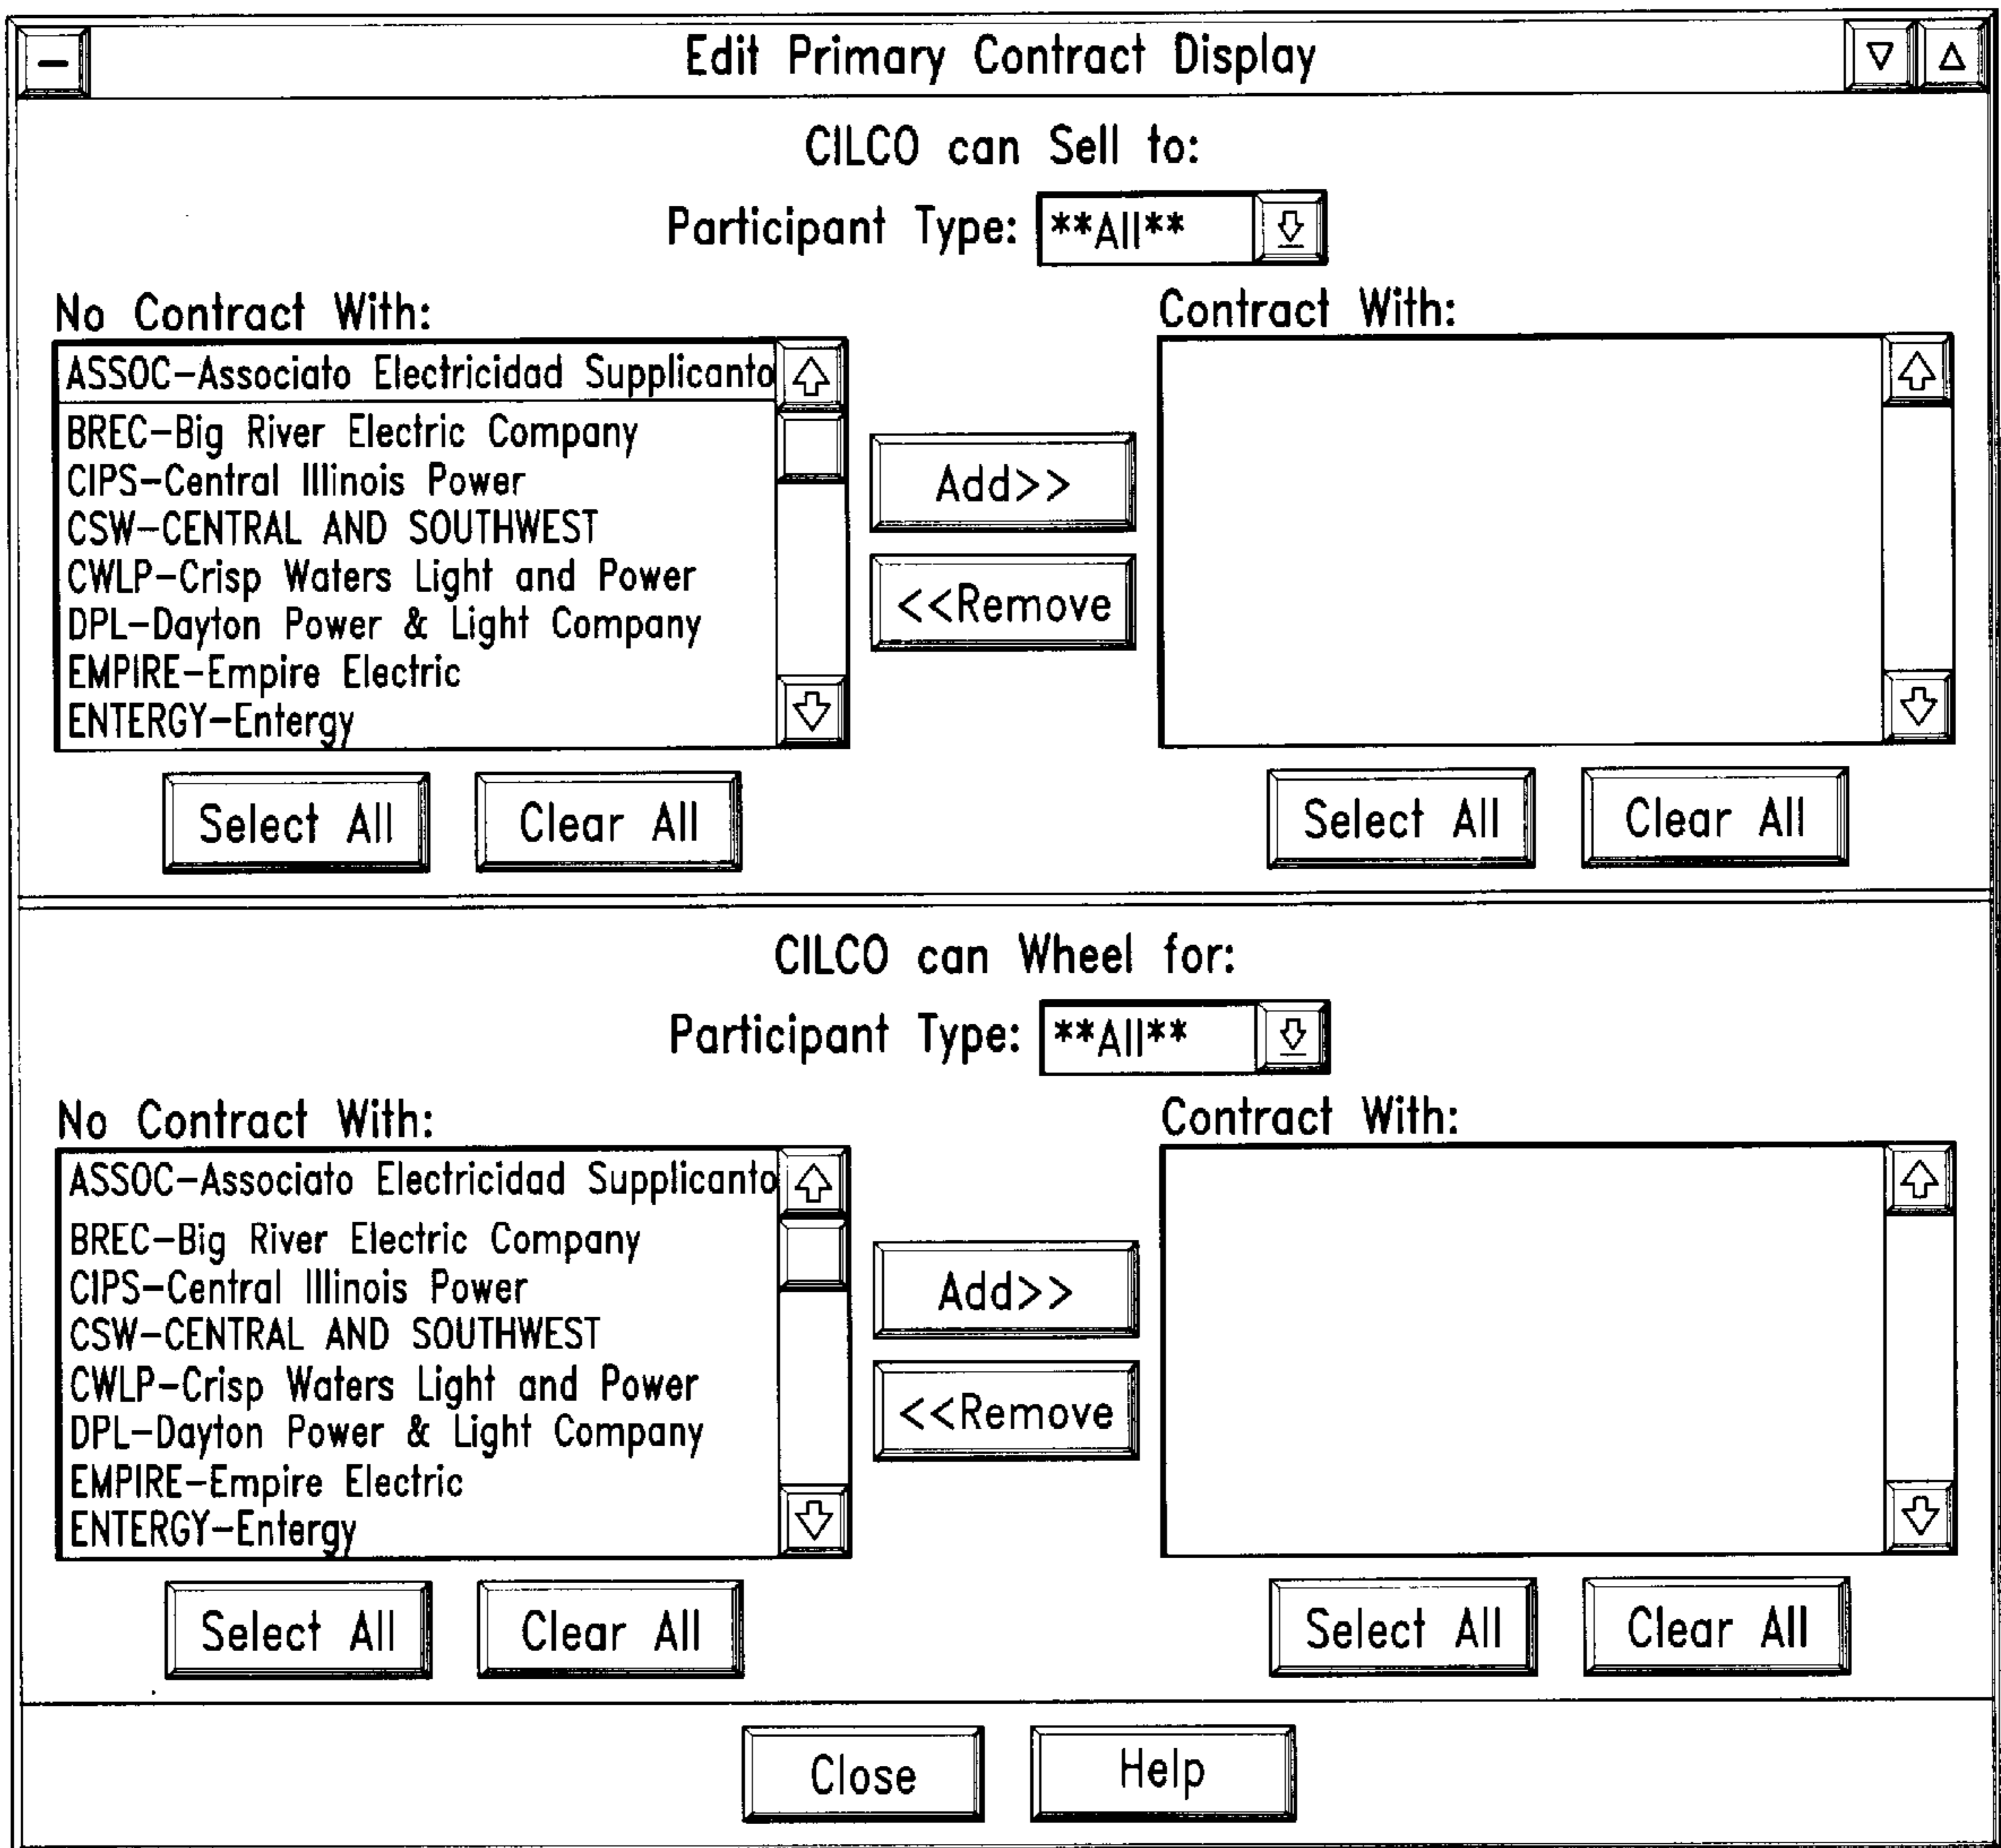 Edit Primary Contract Display
CILCO can Sell to:
Participant Type: **All**
No Contract With:
ASSOC-Associato Electricidad Supplicanto
BREC-Big River Electric Company
CIPS-Central Illinois Power
CSW-CENTRAL AND SOUTHWEST
CWLP-Crisp Waters Light and Power
DPL-Dayton Power & Light Company
EMPIRE-Empire Electric
ENTERGY-Entergy
Select All
Clear All
Add>>
<<Remove
Contract With:
Select All
Clear All
CILCO can Wheel for:
Participant Type: **All**
No Contract With:
ASSOC-Associato Electricidad Supplicanto
BREC-Big River Electric Company
CIPS-Central Illinois Power
CSW-CENTRAL AND SOUTHWEST
CWLP-Crisp Waters Light and Power
DPL-Dayton Power & Light Company
EMPIRE-Empire Electric
ENTERGY-Entergy
Select All
Clear All
Add>>
<<Remove
Contract With:
Select All
Clear All
Close
Help